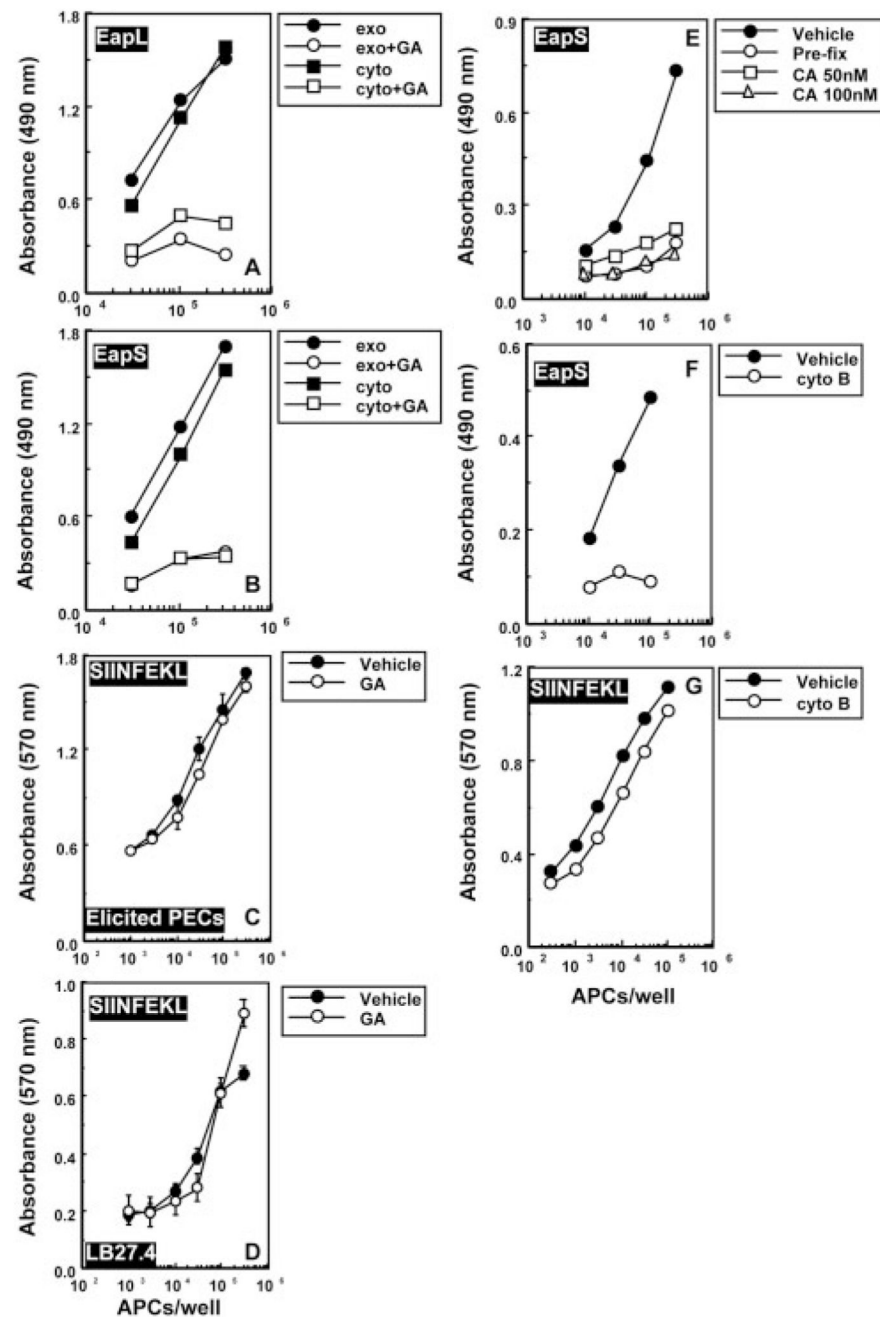 EapL
Absorbance (490 nm)
1.8
1.2
0.6
0.0
10 4
10 5
10 6
A
exo
exo+GA
cyto
cyto+GA
EapS
Absorbance (490 nm)
1.8
1.2
0.6
0.0
10 4
10 5
10 6
B
exo
exo+GA
cyto
cyto+GA
SIINFEKL
Absorbance (570 nm)
1.8
1.2
0.6
0.0
10 2
10 3
10 4
10 5
10 6
Elicited PECs
C
Vehicle
GA
SIINFEKL
Absorbance (570 nm)
1.0
0.8
0.6
0.4
0.2
0.0
10 2
10 3
10 4
10 5
10 6
LB27.4
D
APCs/well
Vehicle
GA
EapS
E
Absorbance (490 nm)
0.9
0.6
0.3
0.0
10 3
10 4
10 5
10 6
Vehicle
Pre-fix
CA 50nM
CA 100nM
EapS
F
Absorbance (490 nm)
0.6
0.4
0.2
0.0
10 3
10 4
10 5
10 6
Vehicle
cyto B
SIINFEKL
G
Absorbance (570 nm)
1.2
0.8
0.4
0.0
10 2
10 3
10 4
10 5
10 6
APCs/well
Vehicle
cyto B